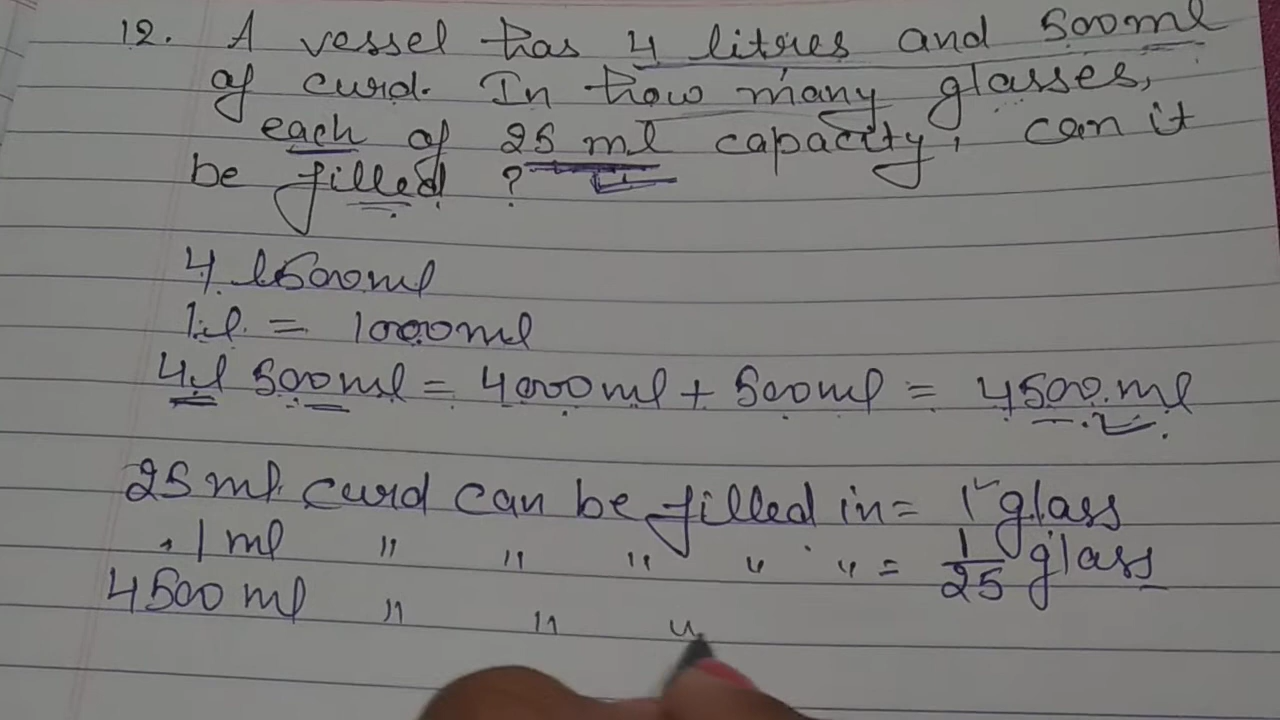 12. A vessel has 4 litres and 500ml
of curd. In how many glasses,
each of 25 ml capacity, can it
be filled ?
4 l 500ml
1 l = 1000ml
4 l 500ml = 4000ml + 500ml = 4500 ml
25 ml curd can be filled in = 1 glass
1 ml " " " " " = 1/25 glass
4500 ml " " "